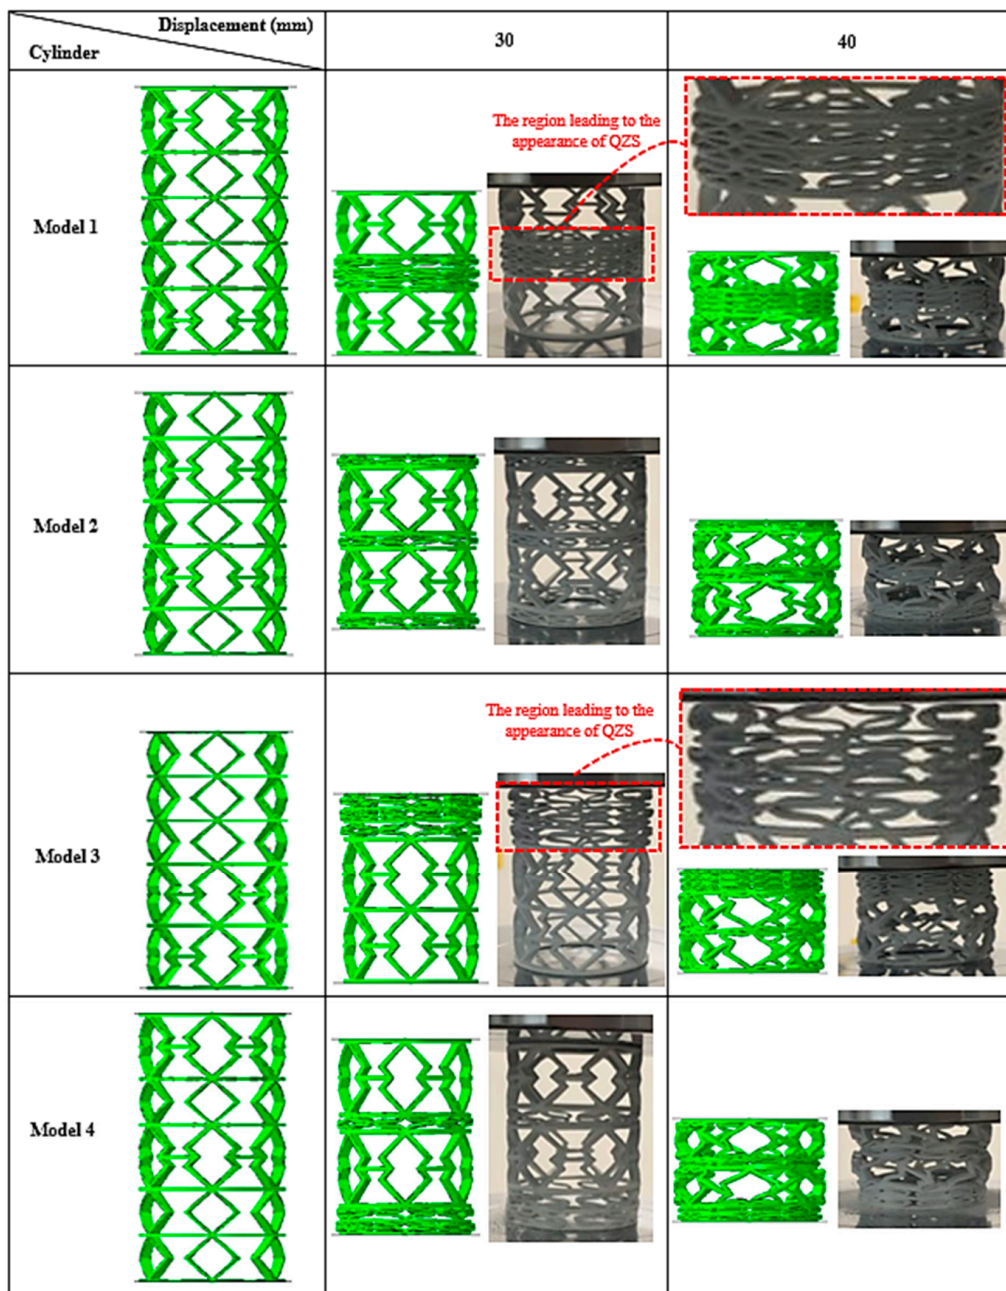 Displacement (mm)
Cylinder
30
40
Model 1
The region leading to the
appearance of QZS
Model 2
Model 3
The region leading to the
appearance of QZS
Model 4